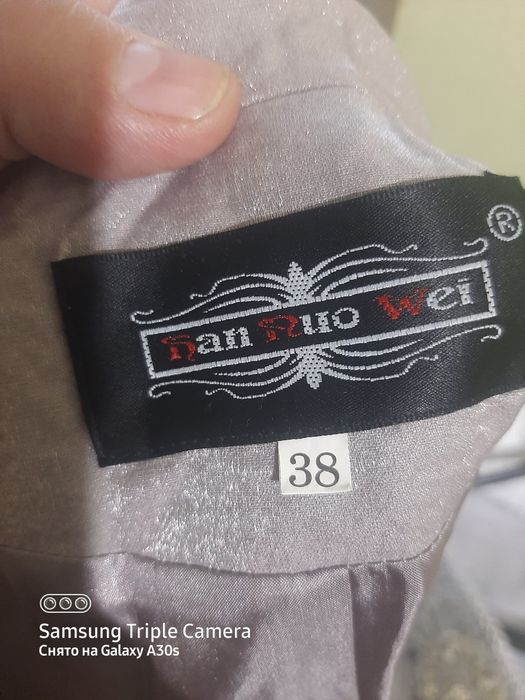 ®
Han Nuo Wei
38
Samsung Triple Camera
Снято на Galaxy A30s